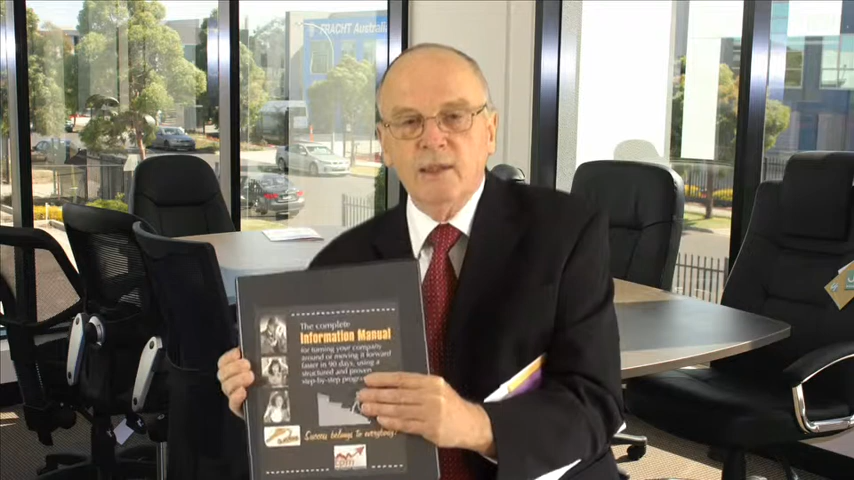 FRACHT Australia
The complete
Information Manual
for turning your company
around or moving it forward
faster in 90 days, using a
structured and proven
step-by-step program
Success belongs to everybody!